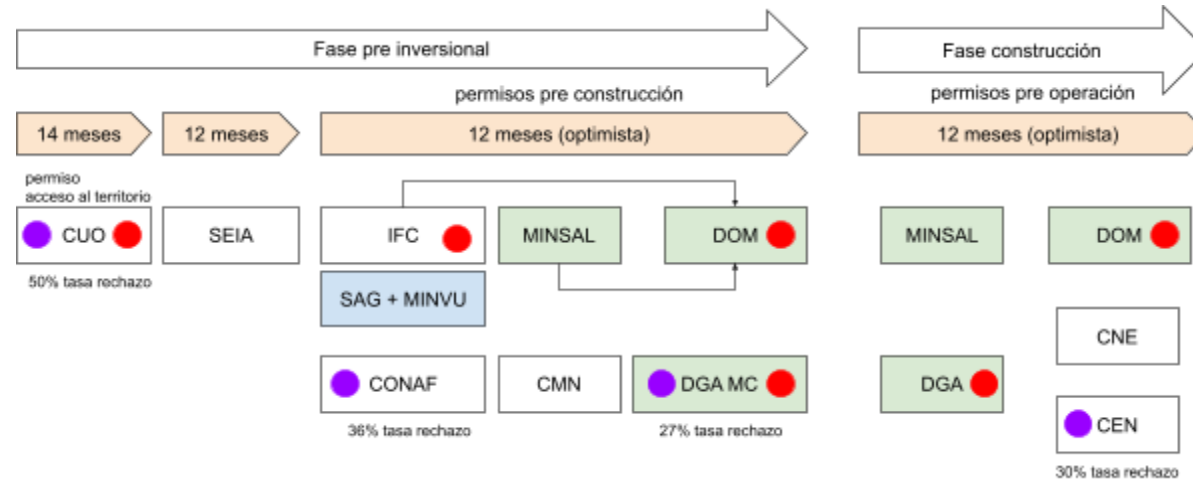 Fase pre inversional
Fase construcción
permisos pre construcción
permisos pre operación
14 meses
12 meses
12 meses (optimista)
12 meses (optimista)
permiso
acceso al territorio
CUO
SEIA
IFC
MINSAL
DOM
MINSAL
DOM
50% tasa rechazo
SAG + MINVU
CNE
CONAF
CMN
DGA MC
DGA
CEN
36% tasa rechazo
27% tasa rechazo
30% tasa rechazo